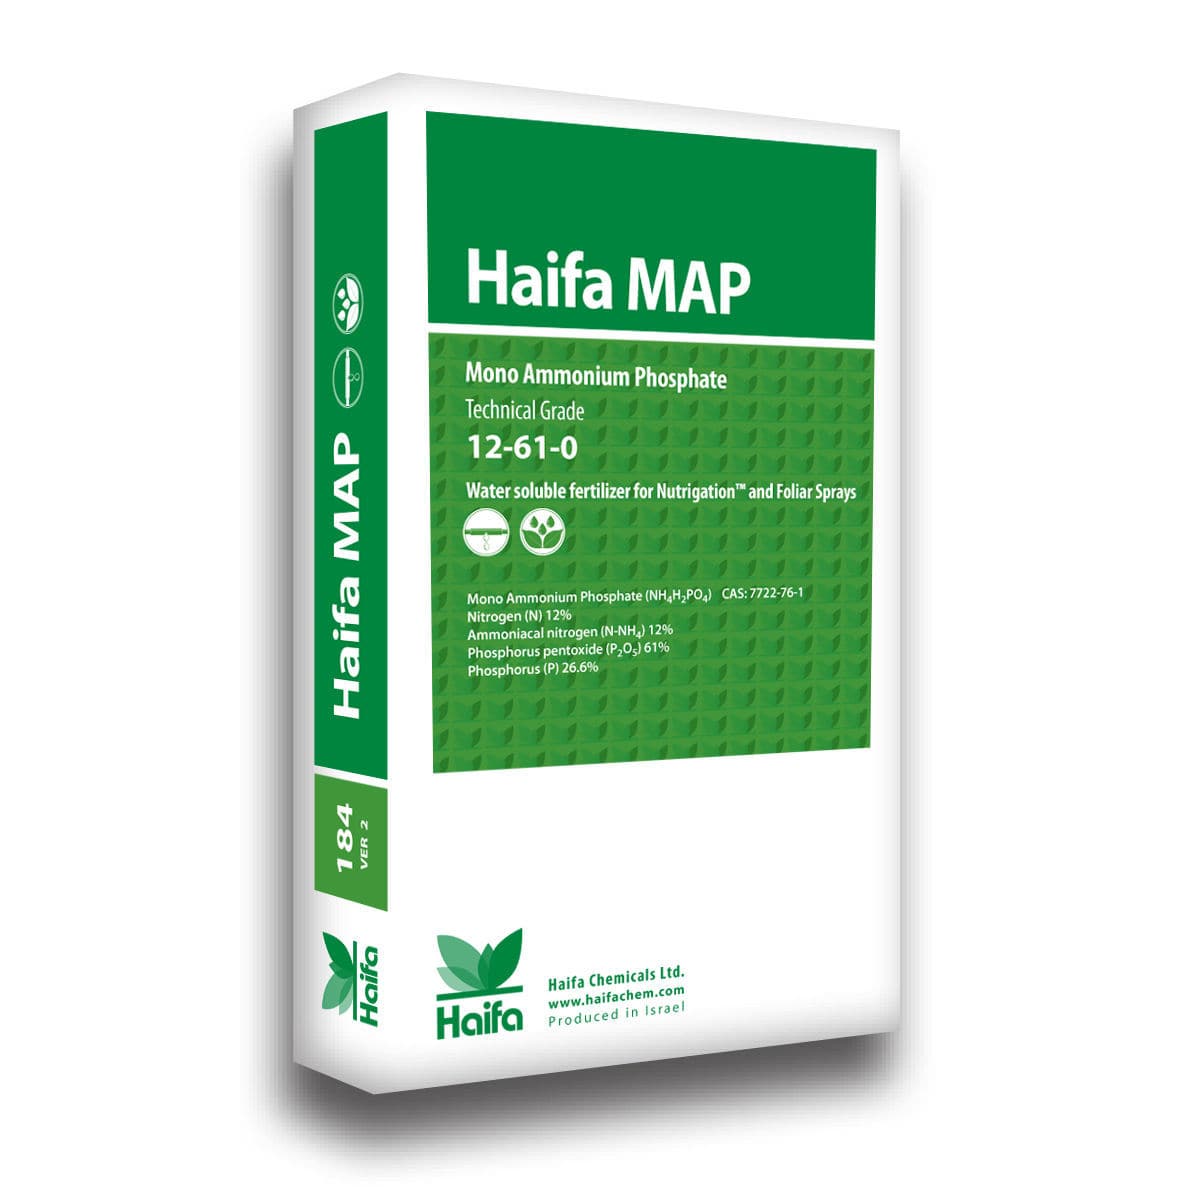 Haifa MAP
Mono Ammonium Phosphate
Technical Grade
12-61-0
Water soluble fertilizer for Nutrigation™ and Foliar Sprays
Mono Ammonium Phosphate (NH₄H₂PO₄) CAS: 7722-76-1
Nitrogen (N) 12%
Ammoniacal nitrogen (N-NH₄) 12%
Phosphorus pentoxide (P₂O₅) 61%
Phosphorus (P) 26.6%
Haifa
Haifa Chemicals Ltd.
www.haifachem.com
Produced in Israel
Haifa MAP
184
VER 2
Haifa